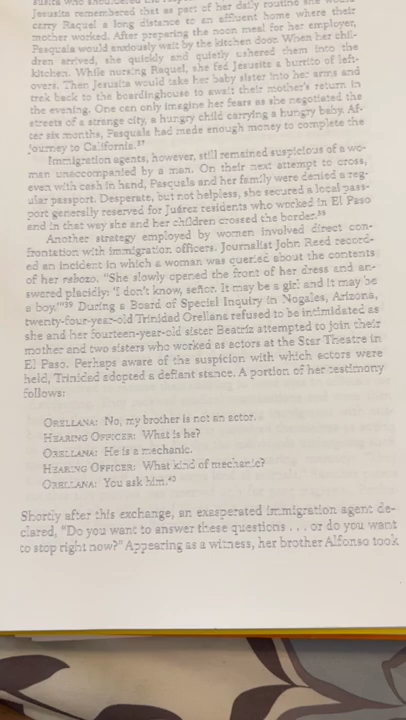 Jesusita remembered that as part of her daily routine she would
carry Raquel a long distance to an affluent home where their
mother worked. After preparing the noon meal for her employer,
Pasquala would anxiously wait by the kitchen door. When her chil-
dren arrived, she quickly and quietly ushered them into the
kitchen. While nursing Raquel, she fed Jesusita a burrito of left-
overs. Then Jesusita would take her baby sister into her arms and
trek back to the boardinghouse to await their mother's return in
the evening. One can only imagine her fears as she negotiated the
streets of a strange city, a hungry child carrying a hungry baby. Af-
ter six months, Pasquala had made enough money to complete the
journey to California.³⁷
Immigration agents, however, still remained suspicious of a wo-
man unaccompanied by a man. On their next attempt to cross,
even with cash in hand, Pasquala and her family were denied a reg-
ular passport. Desperate, but not helpless, she secured a local pass-
port generally reserved for Juárez residents who worked in El Paso
and in that way she and her children crossed the border.³⁸
Another strategy employed by women involved direct con-
frontation with immigration officers. Journalist John Reed record-
ed an incident in which a woman was queried about the contents
of her rebozo. "She slowly opened the front of her dress and an-
swered placidly: 'I don't know, señor. It may be a girl and it may be
a boy.'"³⁹ During a Board of Special Inquiry in Nogales, Arizona,
twenty-four-year-old Trinidad Orellana refused to be intimidated as
she and her fourteen-year-old sister Beatriz attempted to join their
mother and two sisters who worked as actors at the Star Theatre in
El Paso. Perhaps aware of the suspicion with which actors were
held, Trinidad adopted a defiant stance. A portion of her testimony
follows:
ORELLANA: No, my brother is not an actor.
HEARING OFFICER: What is he?
ORELLANA: He is a mechanic.
HEARING OFFICER: What kind of mechanic?
ORELLANA: You ask him.⁴⁰
Shortly after this exchange, an exasperated immigration agent de-
clared, "Do you want to answer these questions . . . or do you want
to stop right now?" Appearing as a witness, her brother Alfonso took